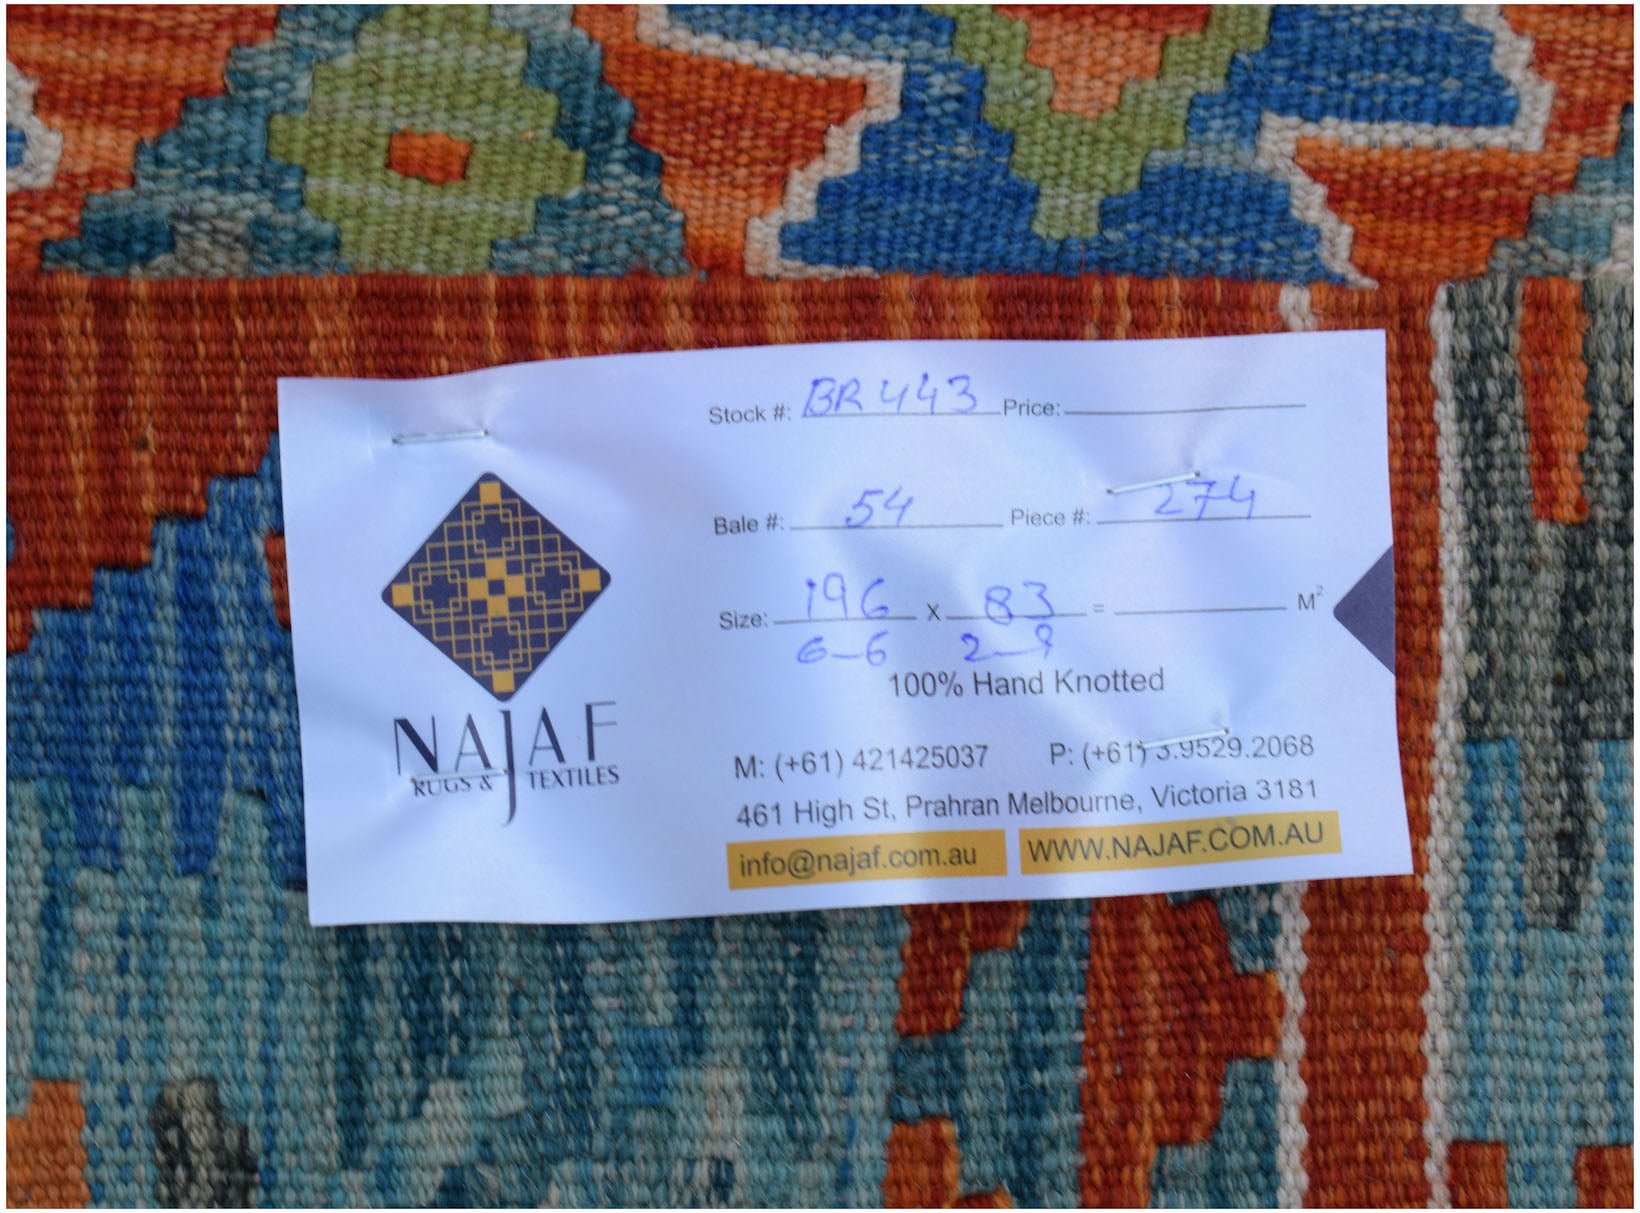 Stock #: BR 443 Price:
Bale #: 54 Piece #: 274
Size: 196 x 83 = M²
6-6 2-9
100% Hand Knotted
NAJAF
RUGS & TEXTILES
M: (+61) 421425037 P: (+61) 3.9529.2068
461 High St, Prahran Melbourne, Victoria 3181
info@najaf.com.au WWW.NAJAF.COM.AU